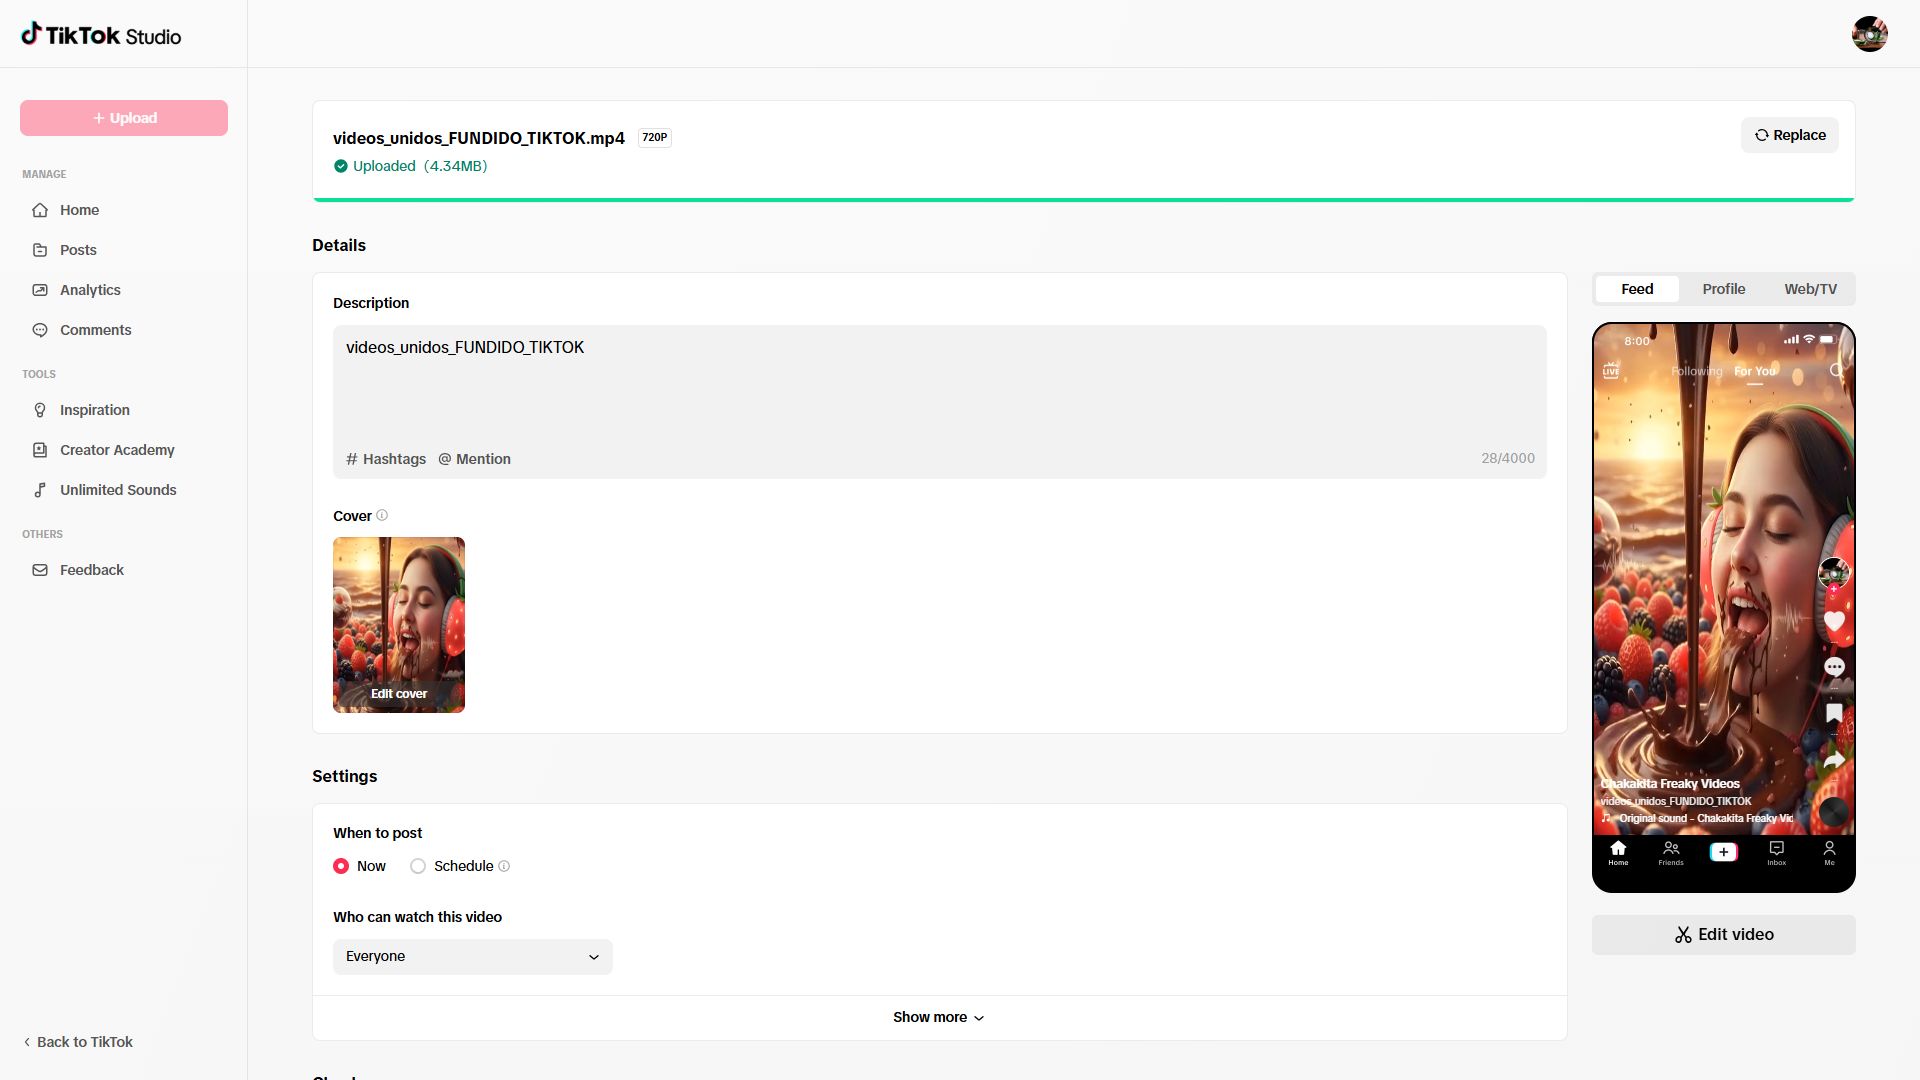 TikTok Studio
+ Upload
MANAGE
Home
Posts
Analytics
Comments
TOOLS
Inspiration
Creator Academy
Unlimited Sounds
OTHERS
Feedback
< Back to TikTok
videos_unidos_FUNDIDO_TIKTOK.mp4 720P
Uploaded (4.34MB)
Replace
Details
Description
videos_unidos_FUNDIDO_TIKTOK
# Hashtags @ Mention 28/4000
Cover
Edit cover
Settings
When to post
Now Schedule
Who can watch this video
Everyone
Show more
Feed Profile Web/TV
8:00
LIVE Following For You
Chakakita Freaky Videos
videos_unidos_FUNDIDO_TIKTOK
Original sound - Chakakita Freaky Vid
Home Friends Inbox Me
Edit video